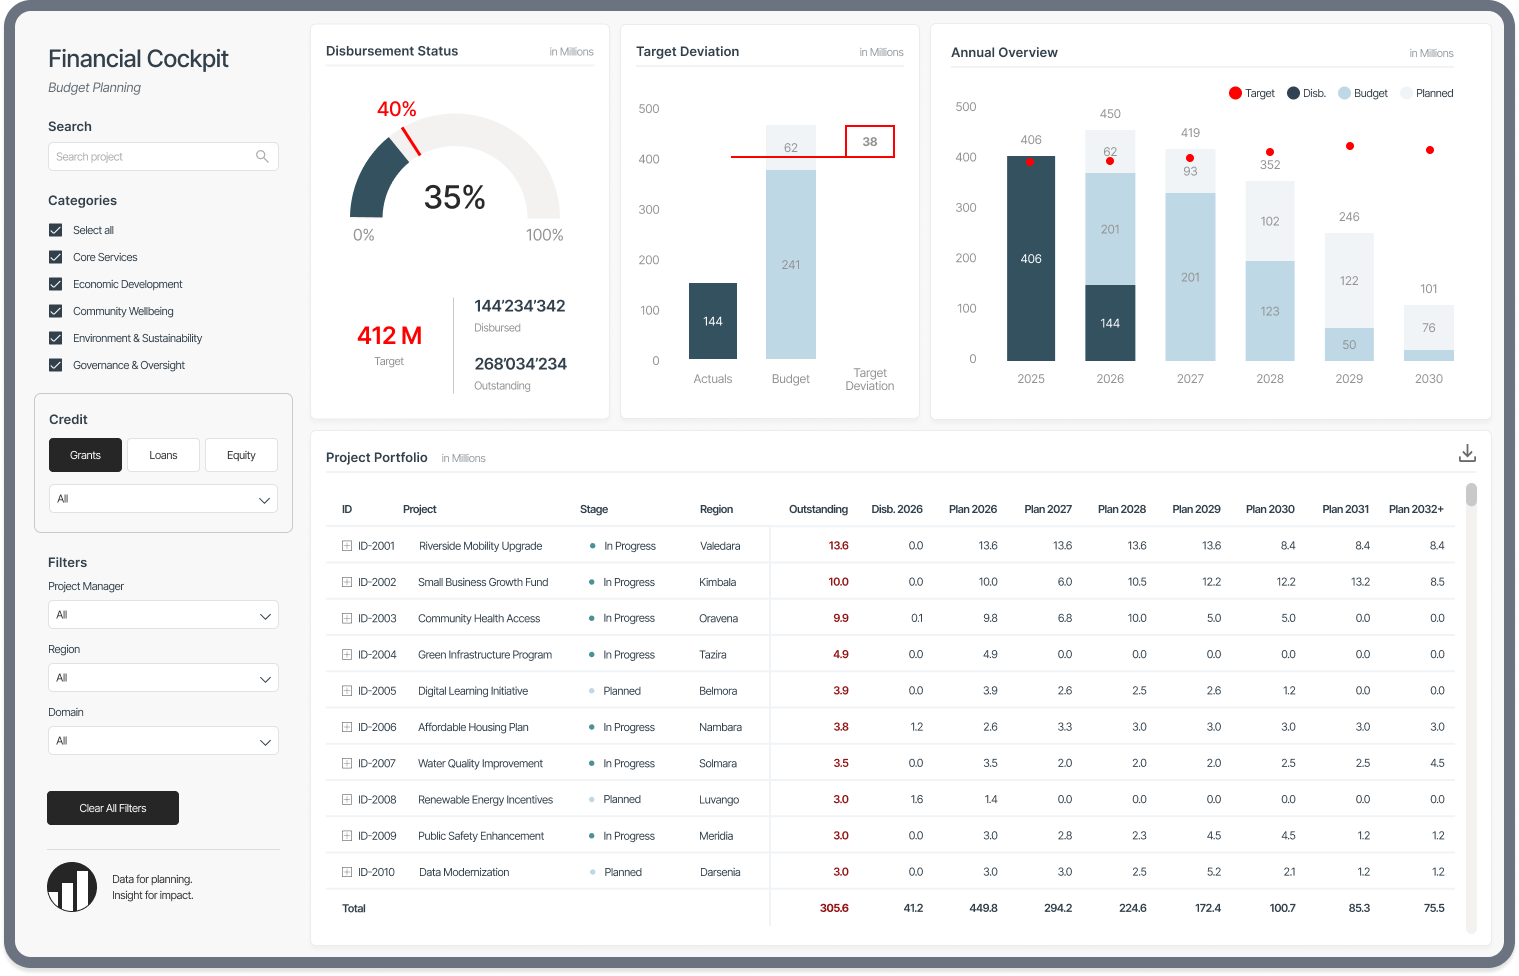 Financial Cockpit
Budget Planning
Search
Search project
Categories
Select all
Core Services
Economic Development
Community Wellbeing
Environment & Sustainability
Governance & Oversight
Credit
Grants Loans Equity
All
Filters
Project Manager
All
Region
All
Domain
All
Clear All Filters
Data for planning.
Insight for impact.
Disbursement Status in Millions
40%
35%
0% 100%
412 M
Target
144’234’342
Disbursed
268’034’234
Outstanding
Target Deviation in Millions
500
400
300
200
100
0
62
38
241
144
Actuals Budget Target
Deviation
Annual Overview in Millions
Target Disb. Budget Planned
500
400
300
200
100
0
406 450 419 352 246 101
62 93 102 122 76
201 201 123 50
406 144
2025 2026 2027 2028 2029 2030
Project Portfolio in Millions
ID Project Stage Region Outstanding Disb. 2026 Plan 2026 Plan 2027 Plan 2028 Plan 2029 Plan 2030 Plan 2031 Plan 2032+
ID-2001 Riverside Mobility Upgrade In Progress Valedara 13.6 0.0 13.6 13.6 13.6 13.6 8.4 8.4 8.4
ID-2002 Small Business Growth Fund In Progress Kimbala 10.0 0.0 10.0 6.0 10.5 12.2 12.2 13.2 8.5
ID-2003 Community Health Access In Progress Oravena 9.9 0.1 9.8 6.8 10.0 5.0 5.0 0.0 0.0
ID-2004 Green Infrastructure Program In Progress Tazira 4.9 0.0 4.9 0.0 0.0 0.0 0.0 0.0 0.0
ID-2005 Digital Learning Initiative Planned Belmora 3.9 0.0 3.9 2.6 2.5 2.6 1.2 0.0 0.0
ID-2006 Affordable Housing Plan In Progress Nambara 3.8 1.2 2.6 3.3 3.0 3.0 3.0 3.0 3.0
ID-2007 Water Quality Improvement In Progress Solmara 3.5 0.0 3.5 2.0 2.0 2.0 2.5 2.5 4.5
ID-2008 Renewable Energy Incentives Planned Luvango 3.0 1.6 1.4 0.0 0.0 0.0 0.0 0.0 0.0
ID-2009 Public Safety Enhancement In Progress Meridia 3.0 0.0 3.0 2.8 2.3 4.5 4.5 1.2 1.2
ID-2010 Data Modernization Planned Darsenia 3.0 0.0 3.0 3.0 2.5 5.2 2.1 1.2 1.2
Total 305.6 41.2 449.8 294.2 224.6 172.4 100.7 85.3 75.5